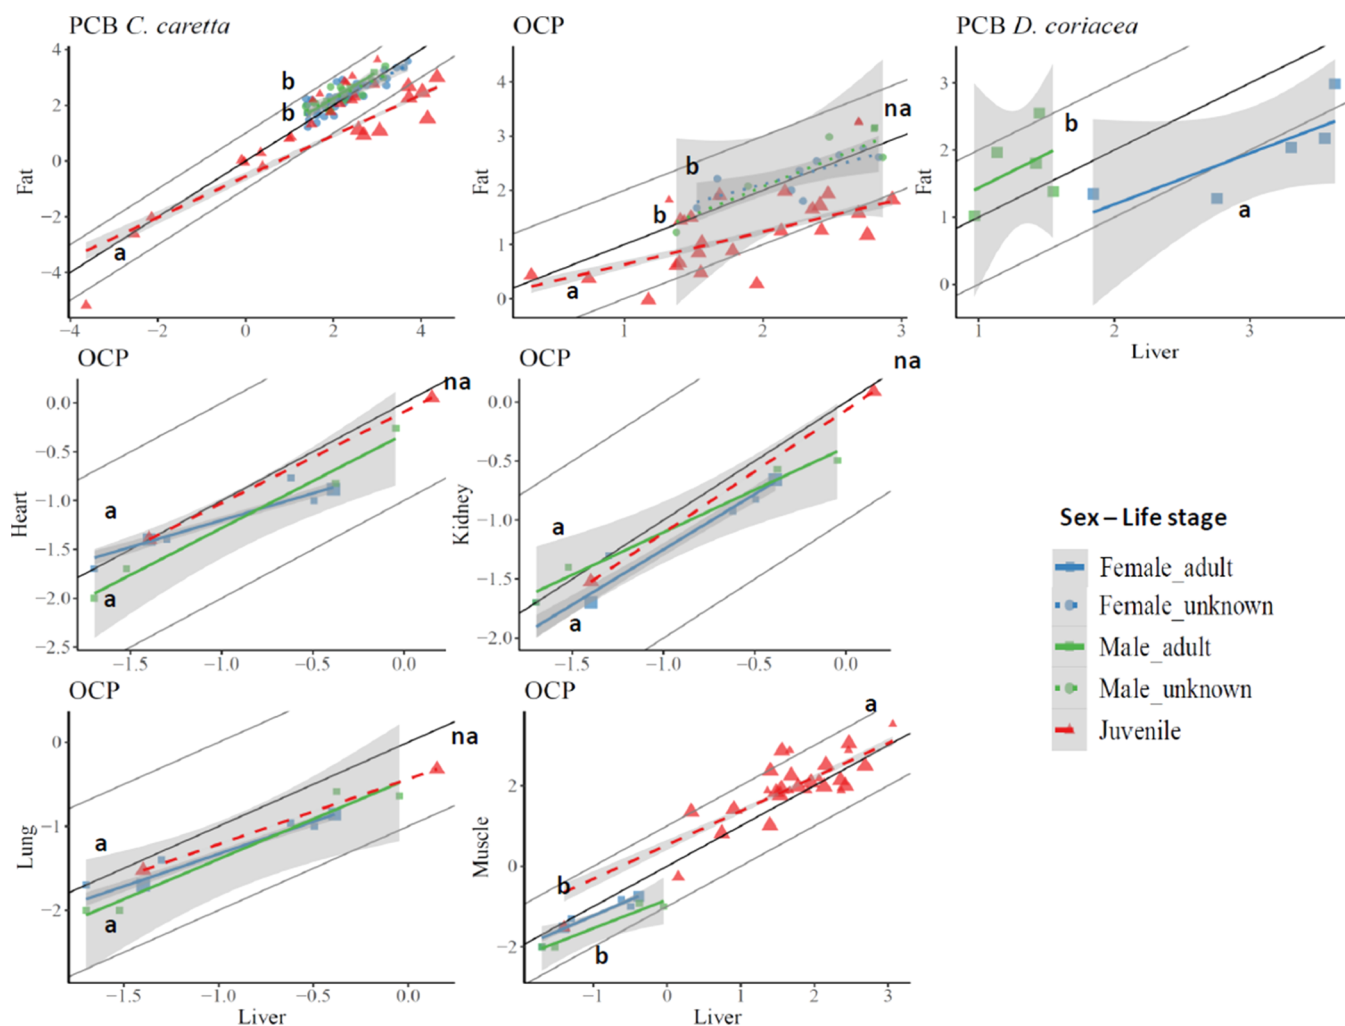 PCB C. caretta
OCP
PCB D. coriacea
4
2
0
−2
−4
Fat
b
b
a
−4
−2
0
2
4
4
3
2
1
0
Fat
na
b
b
a
1
2
3
3
2
1
0
Fat
b
a
1
2
3
Liver
OCP
OCP
0.0
−0.5
−1.0
−1.5
−2.0
−2.5
Heart
na
a
a
−1.5
−1.0
−0.5
0.0
0.0
−0.5
−1.0
−1.5
−2.0
Kidney
na
a
a
−1.5
−1.0
−0.5
0.0
Sex – Life stage
Female_adult
Female_unknown
Male_adult
Male_unknown
Juvenile
OCP
OCP
0
−1
−2
Lung
na
a
a
−1.5
−1.0
−0.5
0.0
Liver
2
0
−2
Muscle
a
b
b
−1
0
1
2
3
Liver